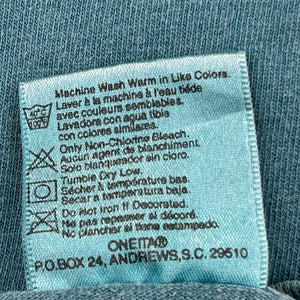 Machine Wash Warm in Like Colors.
Laver à la machine à l'eau tiède
avec couleurs semblables.
Lavadora con agua tibia
con colores similares.
Only Non-Chlorine Bleach.
Aucun agent de blanchiment.
Solo blanqueador sin cloro.
Tumble Dry Low.
Sécher à température bas.
Secar a temperatura baja.
Do Not Iron If Decorated.
Ne pas repasser si décoré.
No planchar si tiene estampado.
ONEITA®
P.O.BOX 24, ANDREWS, S.C. 29510